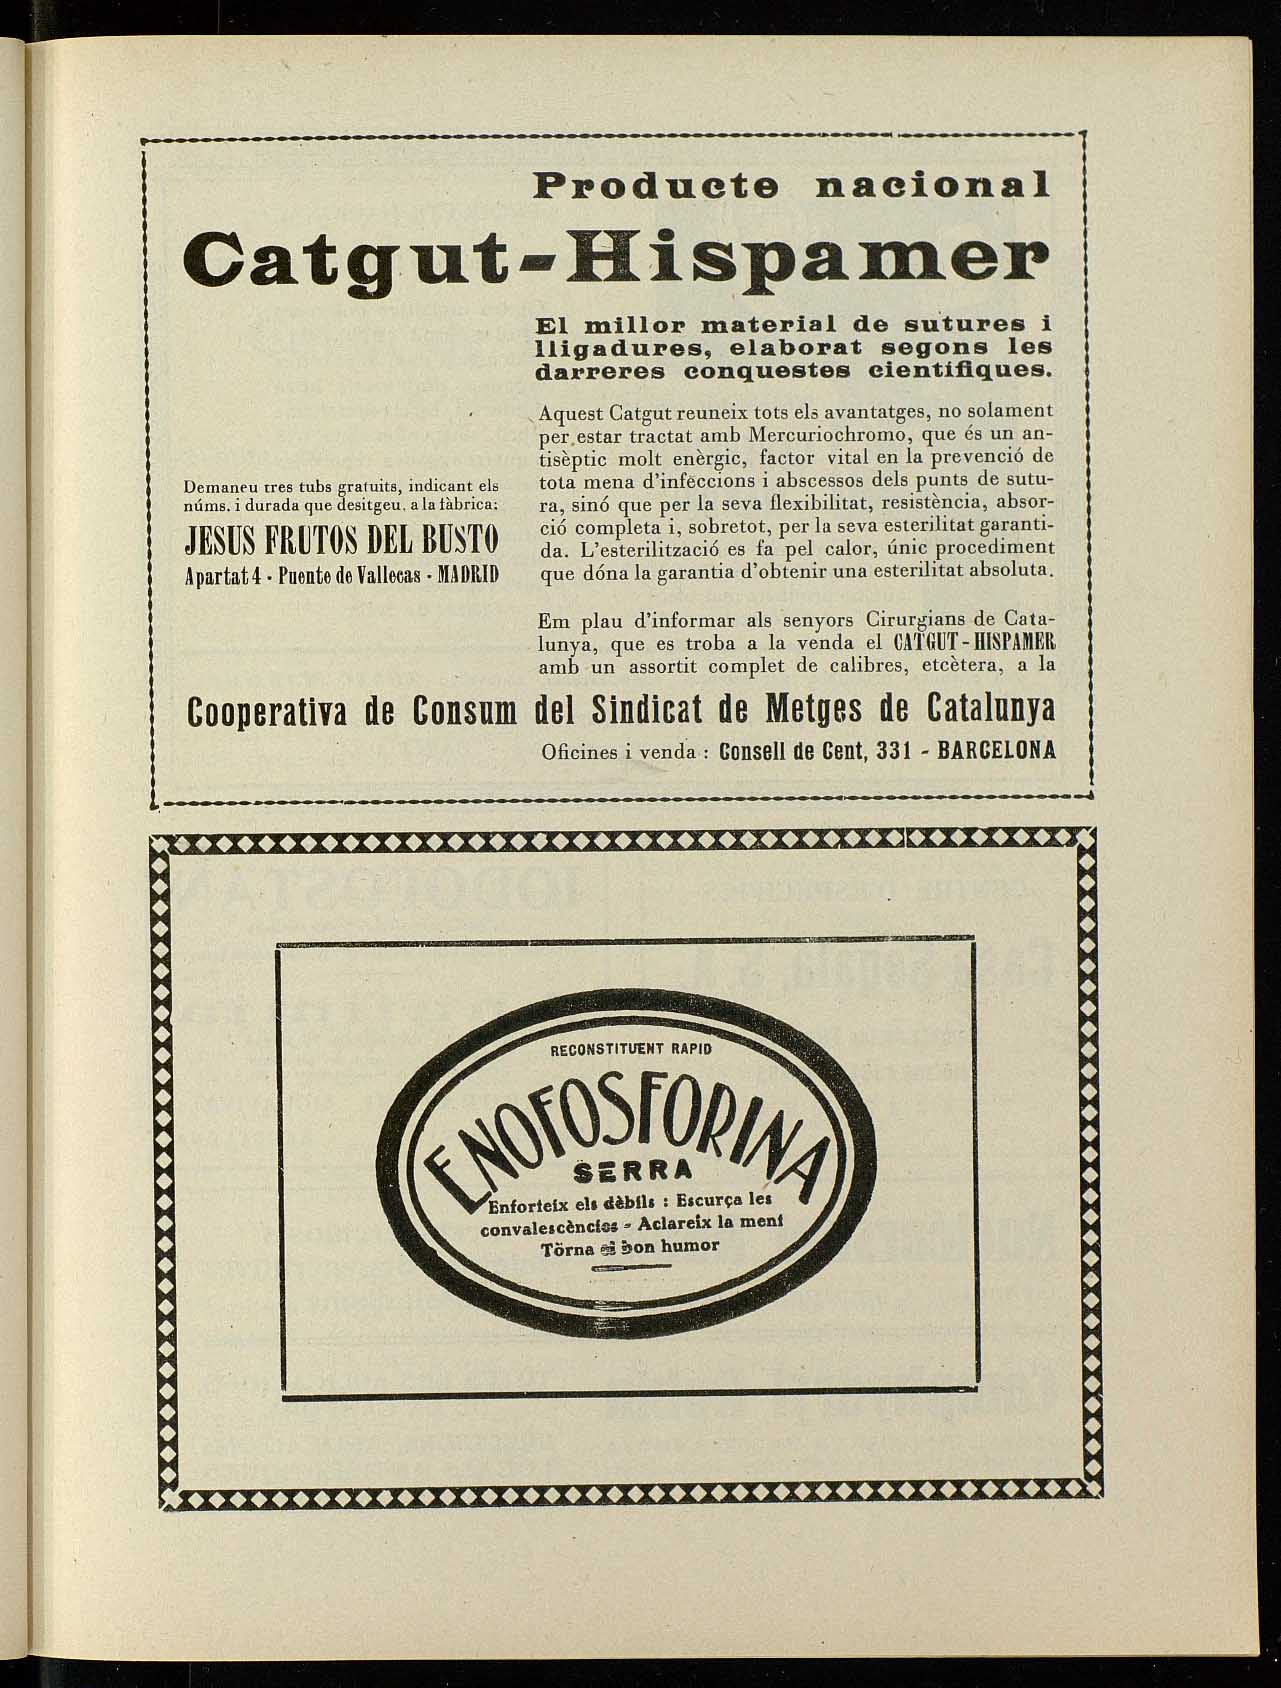 Producte nacional
Catgut-Hispamer
El millor material de sutures i
lligadures, elaborat segons les
darreres conquestes científiques.
Aquest Catgut reuneix tots els avantatges, no solament
per estar tractat amb Mercuriochromo, que és un an-
tisèptic molt enèrgic, factor vital en la prevenció de
tota mena d'infeccions i abscessos dels punts de sutu-
ra, sinó que per la seva flexibilitat, resistència, absor-
ció completa i, sobretot, per la seva esterilitat garanti-
da. L'esterilització es fa pel calor, únic procediment
que dóna la garantia d'obtenir una esterilitat absoluta.
Demaneu tres tubs gratuits, indicant els
núms. i durada que desitgeu. a la fàbrica:
JESUS FRUTOS DEL BUSTO
Apartat 4 - Puente de Vallecas - MADRID
Em plau d'informar als senyors Cirurgians de Cata-
lunya, que es troba a la venda el CATGUT-HISPAMER
amb un assortit complet de calibres, etcètera, a la
Cooperativa de Consum del Sindicat de Metges de Catalunya
Oficines i venda : Consell de Cent, 331 - BARCELONA
RECONSTITUENT RAPID
ENOFOSFORINA
SERRA
Enforteix els dèbils : Escurça les
convalescències - Aclareix la ment
Törna el bon humor